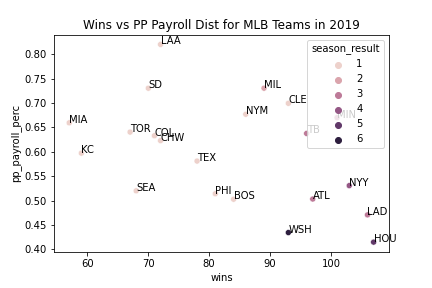 Wins vs PP Payroll Dist for MLB Teams in 2019
LAA
season_result
0.80
1
0.75
2
SD
MIL
3
0.70
CLE
4
NYM
MIN
5
0.65
MIA
TOR
COL
TB
6
CHW
0.60
KC
TEX
0.55
SEA
PHI
NYY
BOS
ATL
0.50
LAD
0.45
WSH
HOU
0.40
60 70 80 90 100
pp_payroll_perc
wins